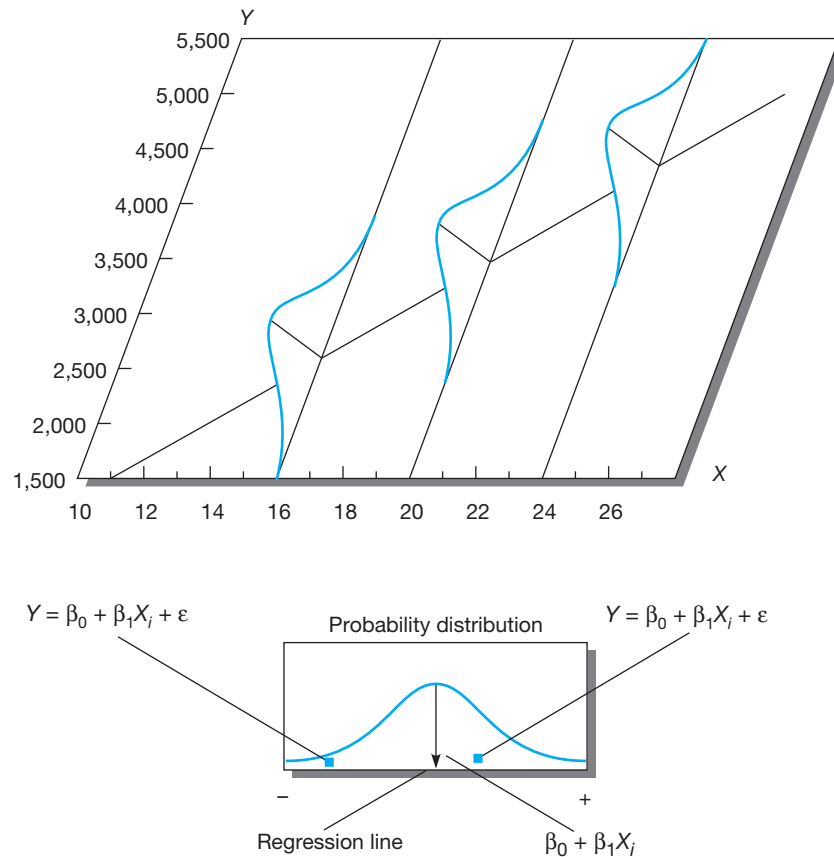 Y
5,500
5,000
4,500
4,000
3,500
3,000
2,500
2,000
1,500
X
10 12 14 16 18 20 22 24 26
Y = β₀ + β₁Xᵢ + ε
Y = β₀ + β₁Xᵢ + ε
Probability distribution
− +
Regression line
β₀ + β₁Xᵢ